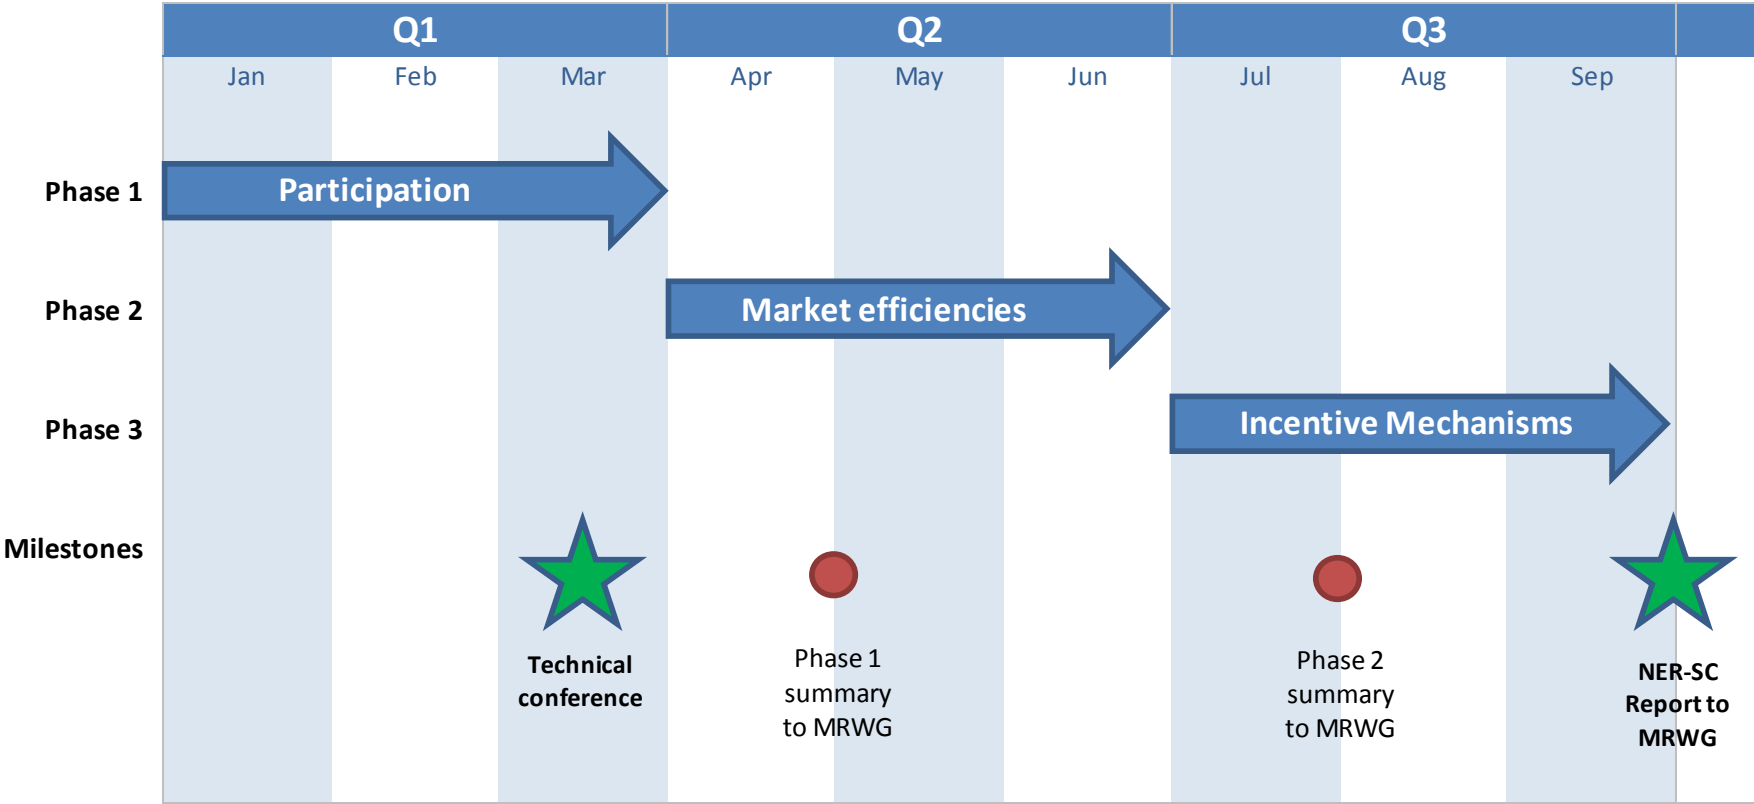 Q1 Q2 Q3
Jan Feb Mar Apr May Jun Jul Aug Sep
Phase 1 Participation
Phase 2 Market efficiencies
Phase 3 Incentive Mechanisms
Milestones
Technical
conference
Phase 1
summary
to MRWG
Phase 2
summary
to MRWG
NER-SC
Report to
MRWG